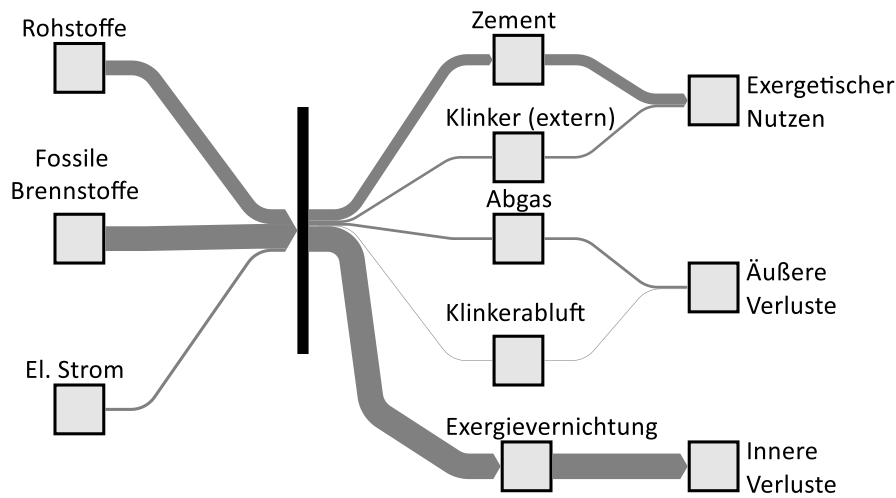 Rohstoffe
Fossile
Brennstoffe
El. Strom
Zement
Klinker (extern)
Abgas
Klinkerabluft
Exergievernichtung
Exergetischer
Nutzen
Äußere
Verluste
Innere
Verluste